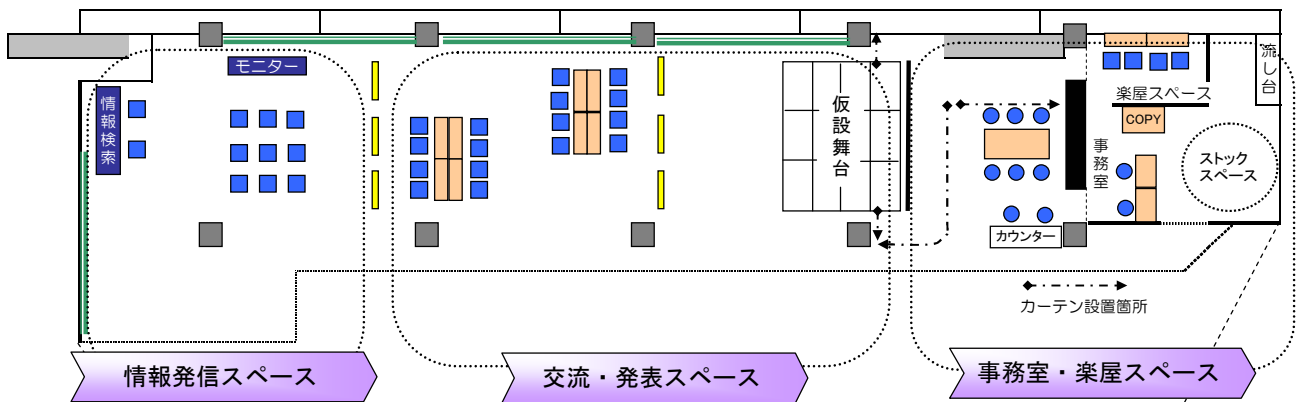 モニター
情報検索
仮設舞台
事務室
楽屋スペース
流し台
COPY
ストック
スペース
カウンター
カーテン設置箇所
情報発信スペース
交流・発表スペース
事務室・楽屋スペース